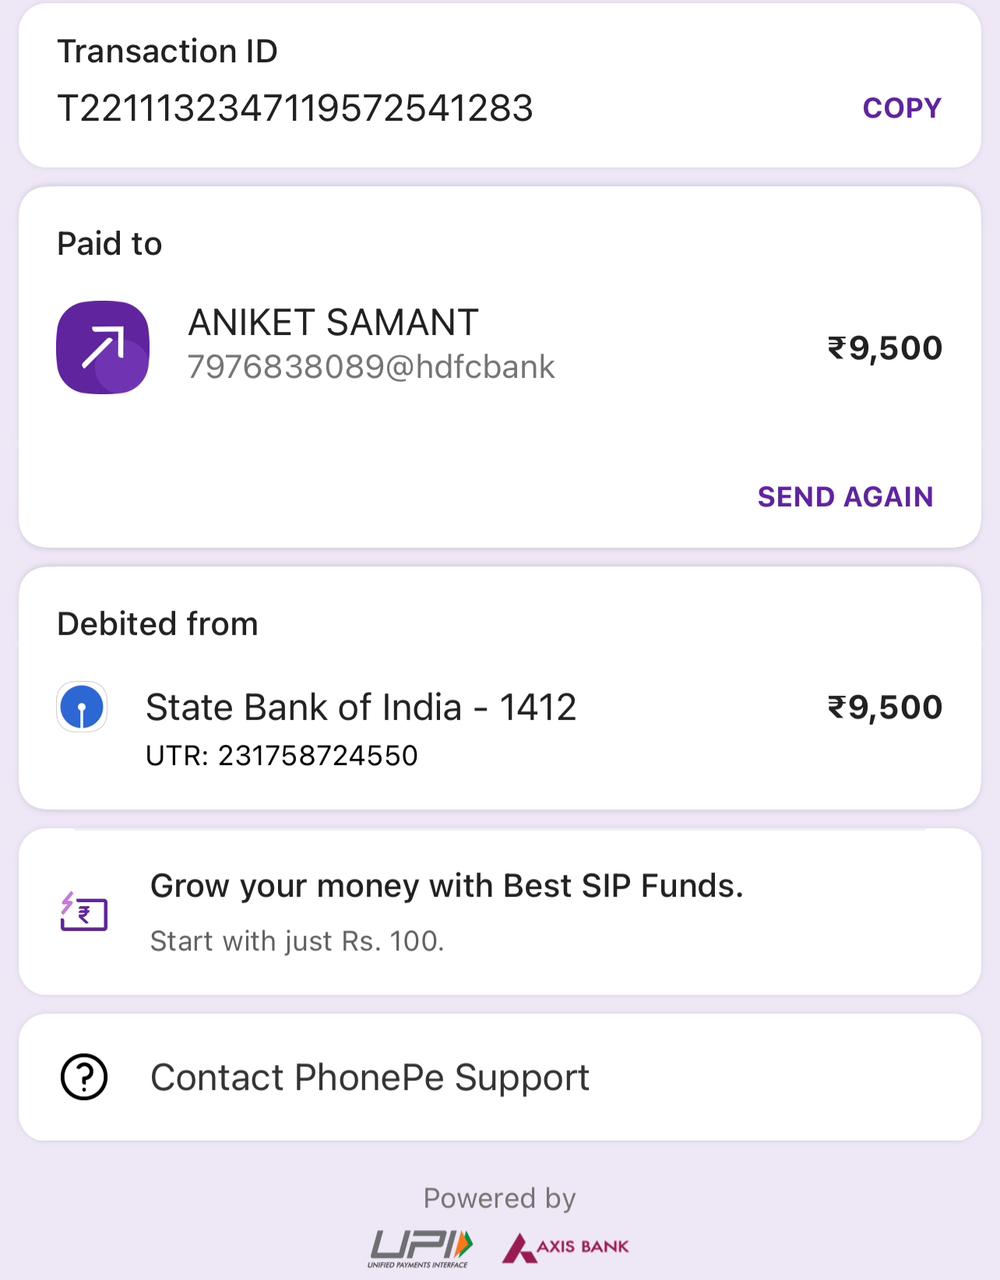 Transaction ID
T2211132347119572541283
COPY
Paid to
ANIKET SAMANT
7976838089@hdfcbank
₹9,500
SEND AGAIN
Debited from
State Bank of India - 1412
₹9,500
UTR: 231758724550
Grow your money with Best SIP Funds.
₹
Start with just Rs. 100.
Contact PhonePe Support
Powered by
UPI
UNIFIED PAYMENTS INTERFACE
AXIS BANK